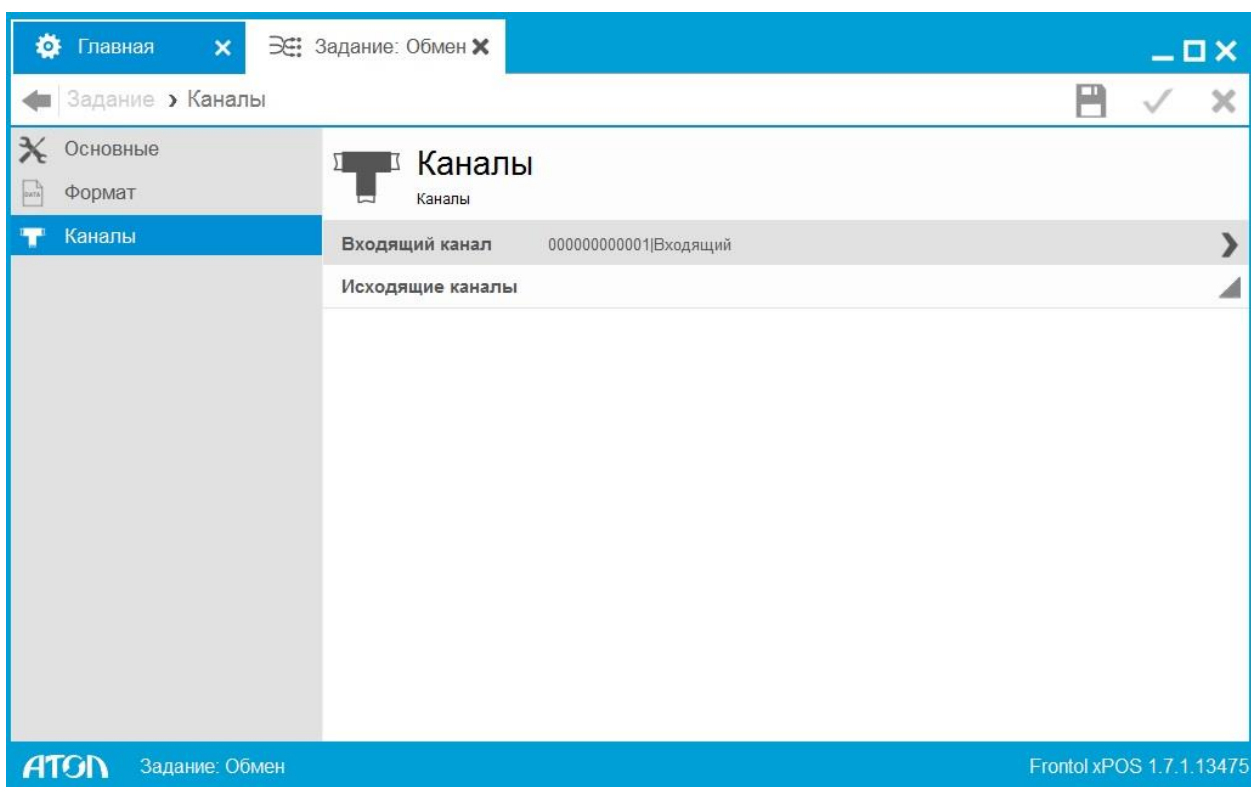 Главная
Задание: Обмен
Задание > Каналы
Основные
DATA
Формат
Каналы
Каналы
Каналы
Входящий канал 000000000001|Входящий
Исходящие каналы
АТОЛ Задание: Обмен Frontol xPOS 1.7.1.13475